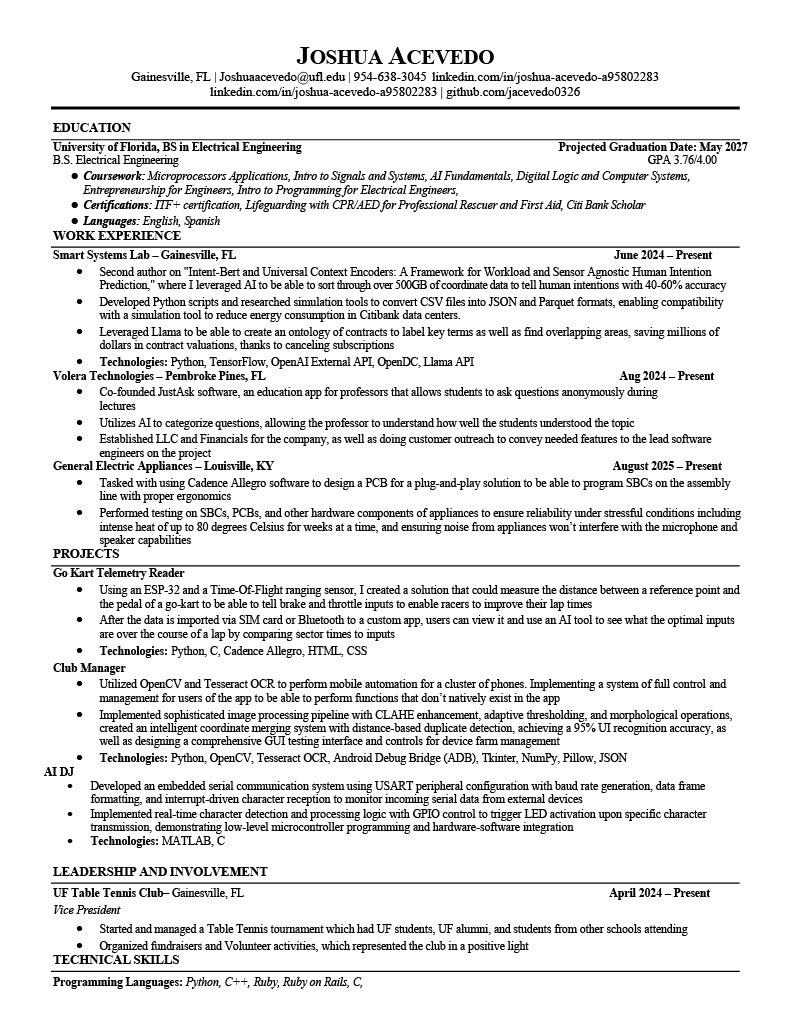 JOSHUA ACEVEDO
Gainesville, FL | Joshuaacevedo@ufl.edu | 954-638-3045 linkedin.com/in/joshua-acevedo-a95802283
linkedin.com/in/joshua-acevedo-a95802283 | github.com/jacevedo0326
EDUCATION
University of Florida, BS in Electrical Engineering Projected Graduation Date: May 2027
B.S. Electrical Engineering GPA 3.76/4.00
● Coursework: Microprocessors Applications, Intro to Signals and Systems, AI Fundamentals, Digital Logic and Computer Systems,
Entrepreneurship for Engineers, Intro to Programming for Electrical Engineers,
● Certifications: ITF+ certification, Lifeguarding with CPR/AED for Professional Rescuer and First Aid, Citi Bank Scholar
● Languages: English, Spanish
WORK EXPERIENCE
Smart Systems Lab – Gainesville, FL June 2024 – Present
● Second author on "Intent-Bert and Universal Context Encoders: A Framework for Workload and Sensor Agnostic Human Intention
Prediction," where I leveraged AI to be able to sort through over 500GB of coordinate data to tell human intentions with 40-60% accuracy
● Developed Python scripts and researched simulation tools to convert CSV files into JSON and Parquet formats, enabling compatibility
with a simulation tool to reduce energy consumption in Citibank data centers.
● Leveraged Llama to be able to create an ontology of contracts to label key terms as well as find overlapping areas, saving millions of
dollars in contract valuations, thanks to canceling subscriptions
● Technologies: Python, TensorFlow, OpenAI External API, OpenDC, Llama API
Volera Technologies – Pembroke Pines, FL Aug 2024 – Present
● Co-founded JustAsk software, an education app for professors that allows students to ask questions anonymously during
lectures
● Utilizes AI to categorize questions, allowing the professor to understand how well the students understood the topic
● Established LLC and Financials for the company, as well as doing customer outreach to convey needed features to the lead software
engineers on the project
General Electric Appliances – Louisville, KY August 2025 – Present
● Tasked with using Cadence Allegro software to design a PCB for a plug-and-play solution to be able to program SBCs on the assembly
line with proper ergonomics
● Performed testing on SBCs, PCBs, and other hardware components of appliances to ensure reliability under stressful conditions including
intense heat of up to 80 degrees Celsius for weeks at a time, and ensuring noise from appliances won’t interfere with the microphone and
speaker capabilities
PROJECTS
Go Kart Telemetry Reader
● Using an ESP-32 and a Time-Of-Flight ranging sensor, I created a solution that could measure the distance between a reference point and
the pedal of a go-kart to be able to tell brake and throttle inputs to enable racers to improve their lap times
● After the data is imported via SIM card or Bluetooth to a custom app, users can view it and use an AI tool to see what the optimal inputs
are over the course of a lap by comparing sector times to inputs
● Technologies: Python, C, Cadence Allegro, HTML, CSS
Club Manager
● Utilized OpenCV and Tesseract OCR to perform mobile automation for a cluster of phones. Implementing a system of full control and
management for users of the app to be able to perform functions that don’t natively exist in the app
● Implemented sophisticated image processing pipeline with CLAHE enhancement, adaptive thresholding, and morphological operations,
created an intelligent coordinate merging system with distance-based duplicate detection, achieving a 95% UI recognition accuracy, as
well as designing a comprehensive GUI testing interface and controls for device farm management
● Technologies: Python, OpenCV, Tesseract OCR, Android Debug Bridge (ADB), Tkinter, NumPy, Pillow, JSON
AI DJ
● Developed an embedded serial communication system using USART peripheral configuration with baud rate generation, data frame
formatting, and interrupt-driven character reception to monitor incoming serial data from external devices
● Implemented real-time character detection and processing logic with GPIO control to trigger LED activation upon specific character
transmission, demonstrating low-level microcontroller programming and hardware-software integration
● Technologies: MATLAB, C
LEADERSHIP AND INVOLVEMENT
UF Table Tennis Club– Gainesville, FL April 2024 – Present
Vice President
● Started and managed a Table Tennis tournament which had UF students, UF alumni, and students from other schools attending
● Organized fundraisers and Volunteer activities, which represented the club in a positive light
TECHNICAL SKILLS
Programming Languages: Python, C++, Ruby, Ruby on Rails, C,